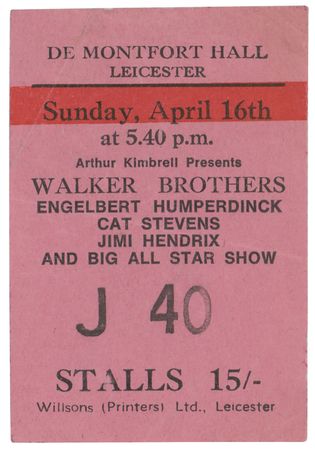 DE MONTFORT HALL
LEICESTER
Sunday, April 16th
at 5.40 p.m.
Arthur Kimbrell Presents
WALKER BROTHERS
ENGELBERT HUMPERDINCK
CAT STEVENS
JIMI HENDRIX
AND BIG ALL STAR SHOW
J 40
STALLS 15/-
Willsons (Printers) Ltd., Leicester